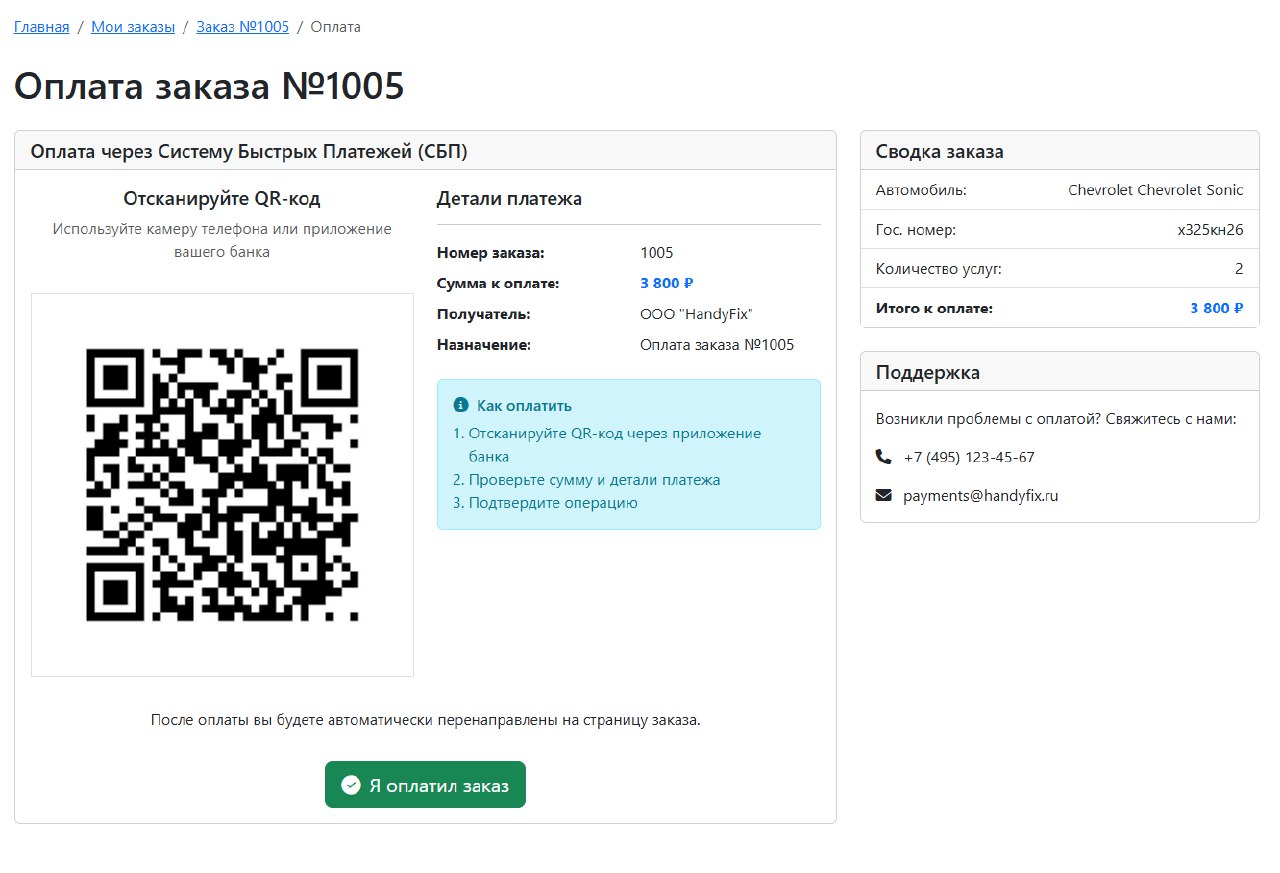 Главная / Мои заказы / Заказ №1005 / Оплата
Оплата заказа №1005
Оплата через Систему Быстрых Платежей (СБП)
Отсканируйте QR-код
Используйте камеру телефона или приложение
вашего банка
Детали платежа
Номер заказа: 1005
Сумма к оплате: 3 800 ₽
Получатель: ООО "HandyFix"
Назначение: Оплата заказа №1005
Как оплатить
1. Отсканируйте QR-код через приложение
банка
2. Проверьте сумму и детали платежа
3. Подтвердите операцию
После оплаты вы будете автоматически перенаправлены на страницу заказа.
Я оплатил заказ
Сводка заказа
Автомобиль: Chevrolet Chevrolet Sonic
Гос. номер: х325кн26
Количество услуг: 2
Итого к оплате: 3 800 ₽
Поддержка
Возникли проблемы с оплатой? Свяжитесь с нами:
+7 (495) 123-45-67
payments@handyfix.ru